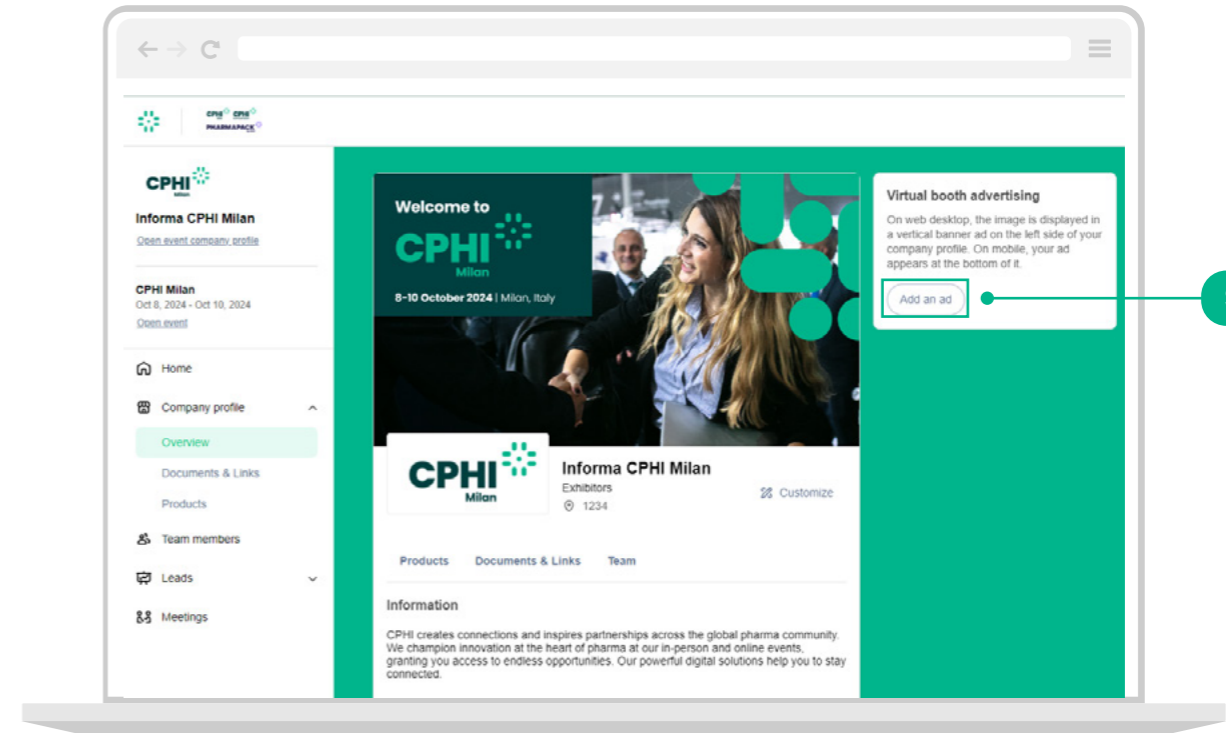 CPHI CPHI
PHARMAPACK
CPHI
Milan
Informa CPHI Milan
Open event company profile
CPHI Milan
Oct 8, 2024 - Oct 10, 2024
Open event
Home
Company profile
Overview
Documents & Links
Products
Team members
Leads
Meetings
Welcome to
CPHI
Milan
8-10 October 2024 | Milan, Italy
CPHI
Milan
Informa CPHI Milan
Exhibitors
1234
Customize
Products Documents & Links Team
Information
CPHI creates connections and inspires partnerships across the global pharma community.
We champion innovation at the heart of pharma at our in-person and online events,
granting you access to endless opportunities. Our powerful digital solutions help you to stay
connected.
Virtual booth advertising
On web desktop, the image is displayed in
a vertical banner ad on the left side of your
company profile. On mobile, your ad
appears at the bottom of it.
Add an ad